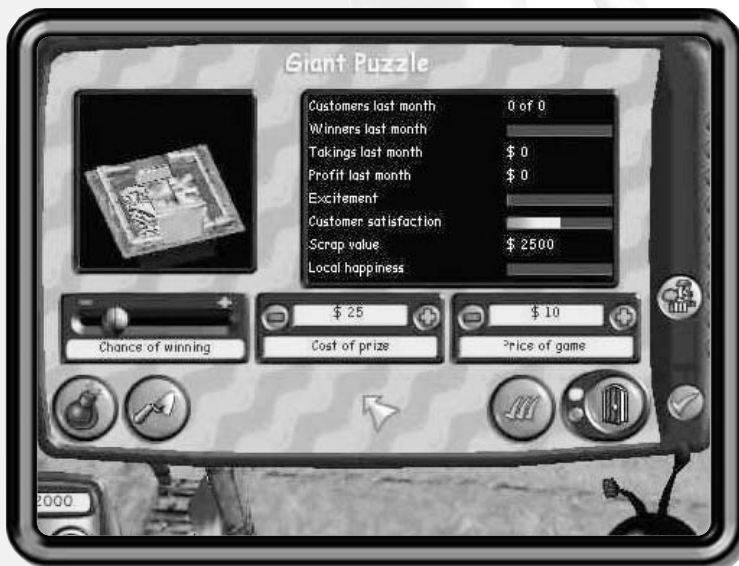 Giant Puzzle
Customers last month 0 of 0
Winners last month
Takings last month $ 0
Profit last month $ 0
Excitement
Customer satisfaction
Scrap value $ 2500
Local happiness
- +
$ 25
$ 10
Chance of winning
Cost of prize
Price of game
2000